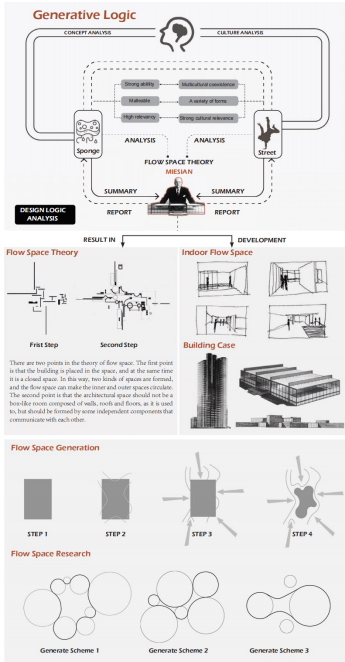 Generative Logic
CONCEPT ANALYSIS
CULTURE ANALYSIS
Strong ability
Multicultural coexistence
Malleable
A variety of forms
High relevancy
Strong cultural relevance
Sponge
Street
ANALYSIS
ANALYSIS
FLOW SPACE THEORY
MIESIAN
SUMMARY
SUMMARY
REPORT
REPORT
DESIGN LOGIC
ANALYSIS
RESULT IN
DEVELOPMENT
Flow Space Theory
Frist Step
Second Step
There are two points in the theory of flow space. The first point
is that the building is placed in the space, and at the same time
it is a closed space. In this way, two kinds of spaces are formed,
and the flow space can make the inner and outer spaces circulate.
The second point is that the architectural space should not be a
box-like room composed of walls, roofs and floors, as it is used
to, but should be formed by some independent components that
communicate with each other.
Indoor Flow Space
Building Case
Flow Space Generation
STEP 1
STEP 2
STEP 3
STEP 4
Flow Space Research
Generate Scheme 1
Generate Scheme 2
Generate Scheme 3